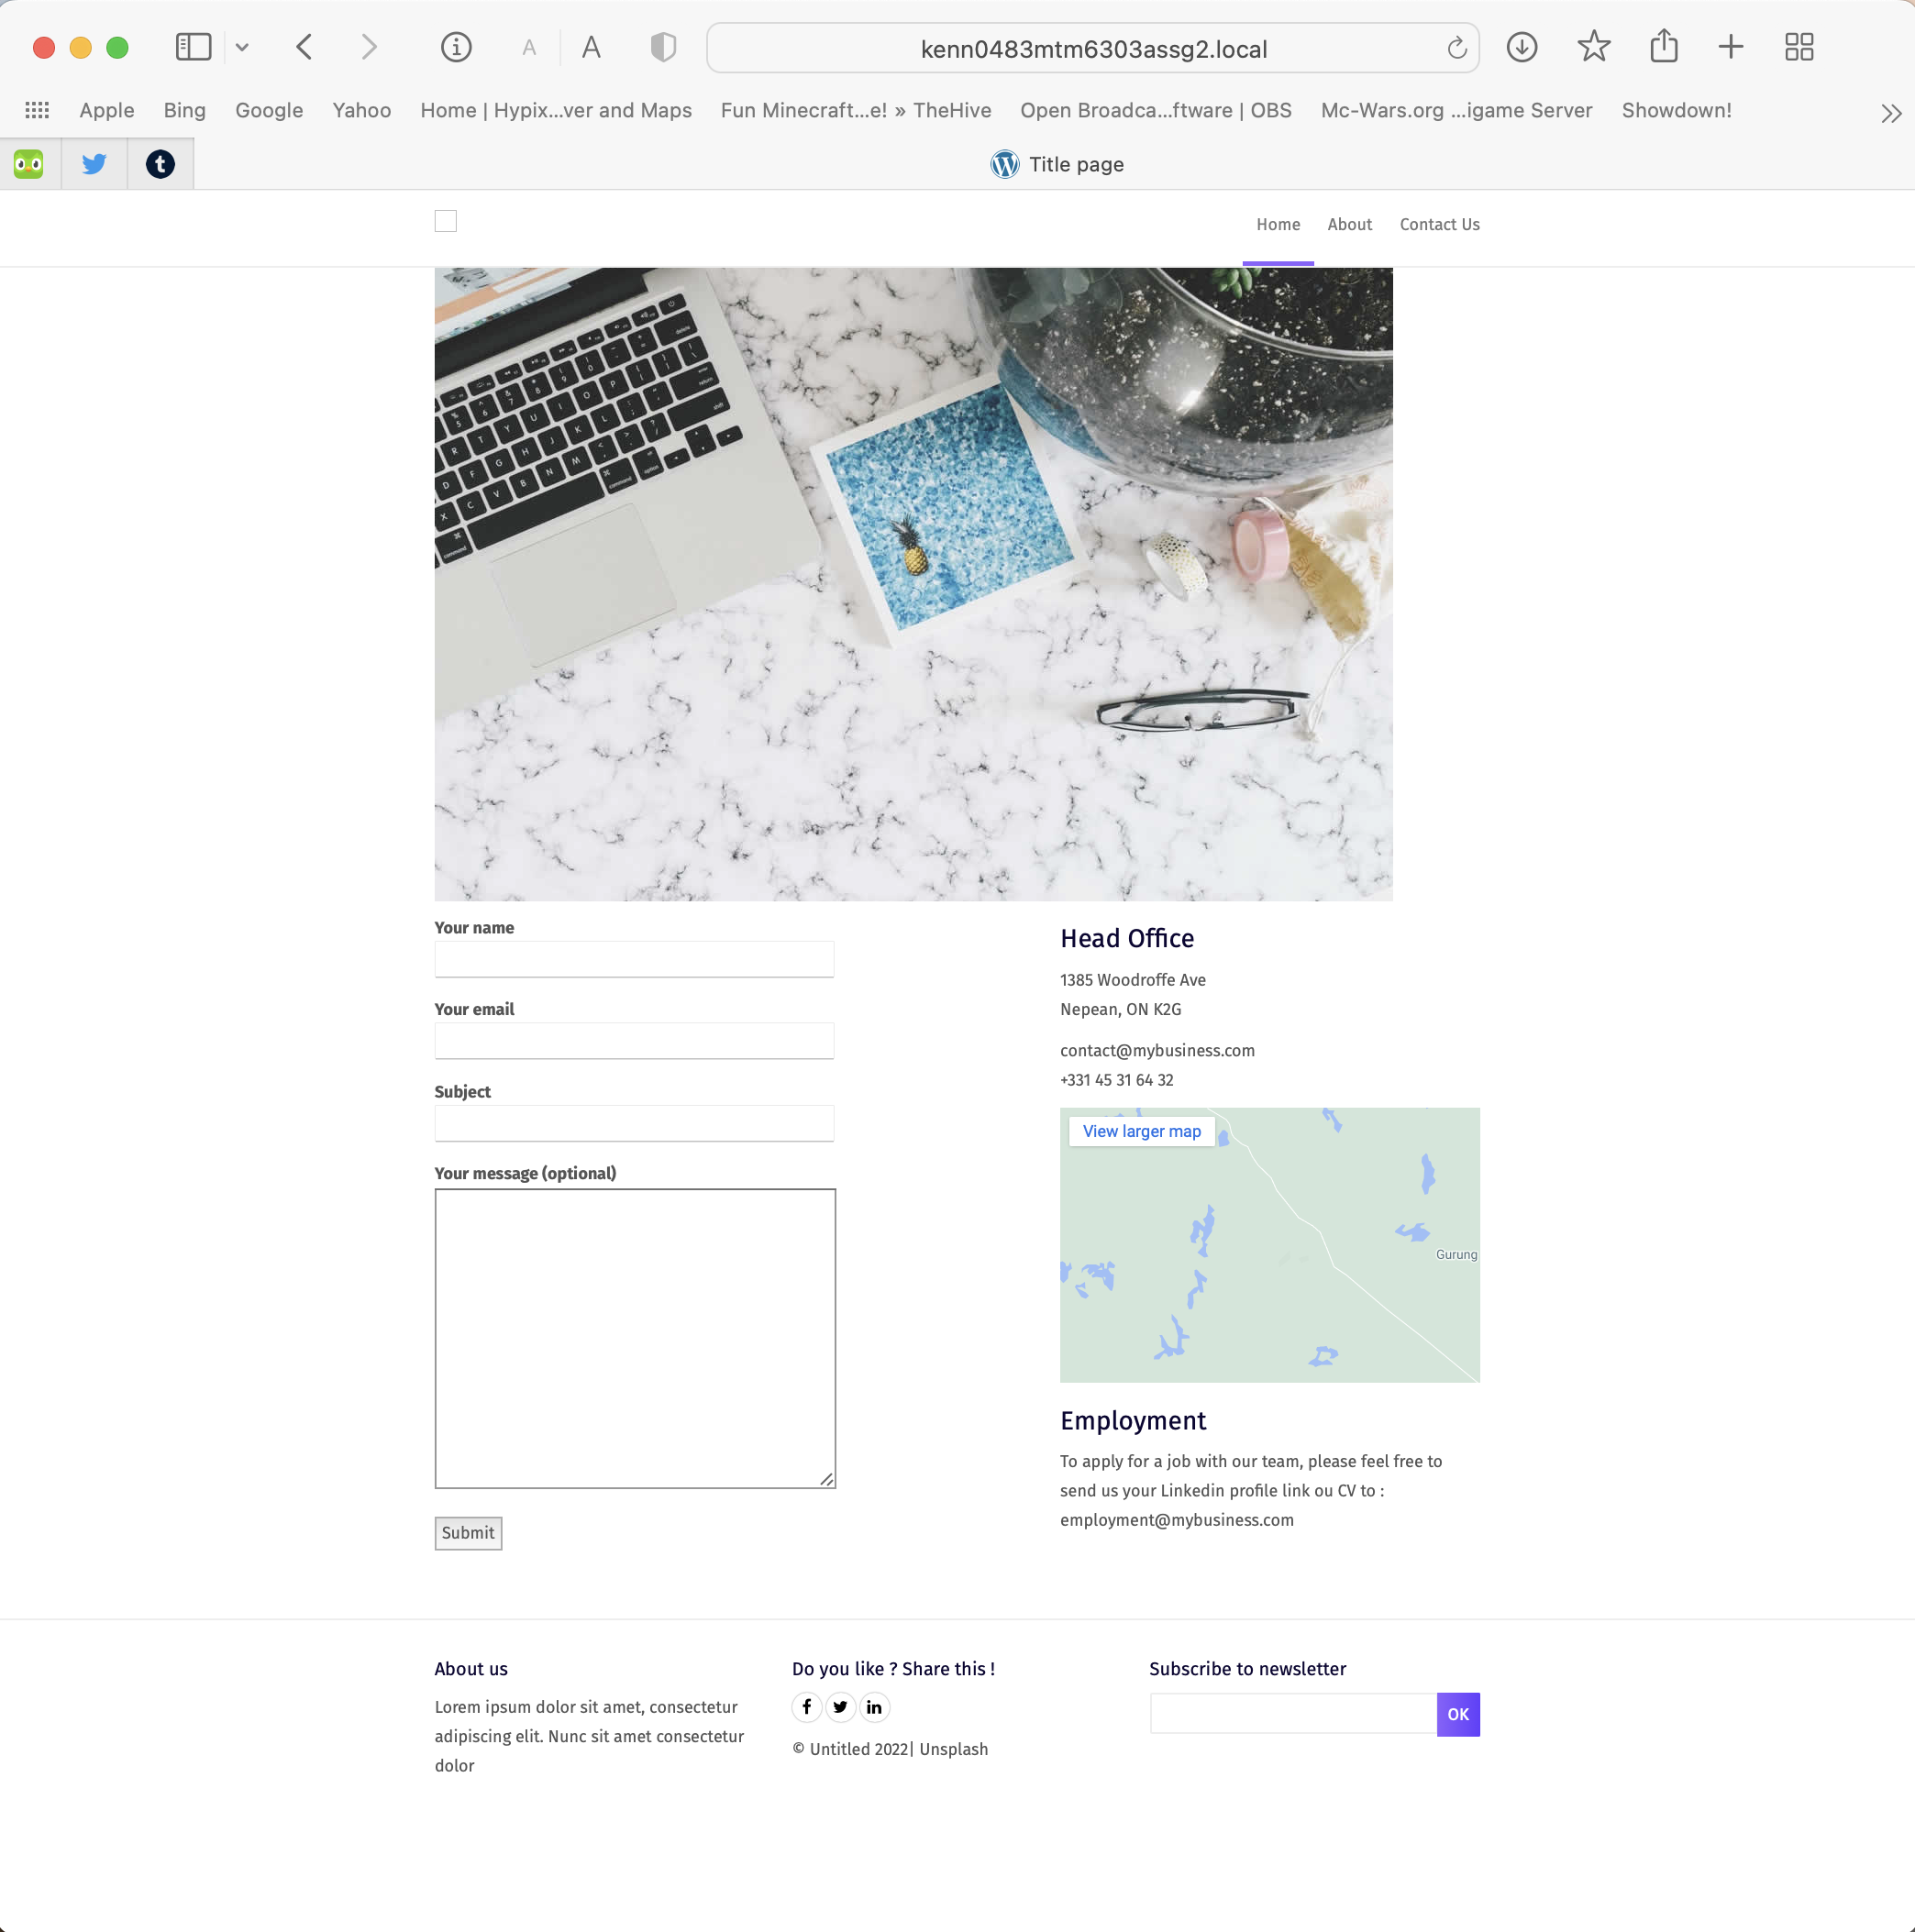 A
A
kenn0483mtm6303assg2.local
Apple Bing Google Yahoo Home | Hypix...ver and Maps Fun Minecraft...e! » TheHive Open Broadca...ftware | OBS Mc-Wars.org ...igame Server Showdown!
Title page
Home About Contact Us
Your name
Your email
Subject
Your message (optional)
Submit
Head Office
1385 Woodroffe Ave
Nepean, ON K2G
contact@mybusiness.com
+331 45 31 64 32
View larger map
Gurung
Employment
To apply for a job with our team, please feel free to
send us your Linkedin profile link ou CV to :
employment@mybusiness.com
About us
Lorem ipsum dolor sit amet, consectetur
adipiscing elit. Nunc sit amet consectetur
dolor
Do you like ? Share this !
© Untitled 2022| Unsplash
Subscribe to newsletter
OK